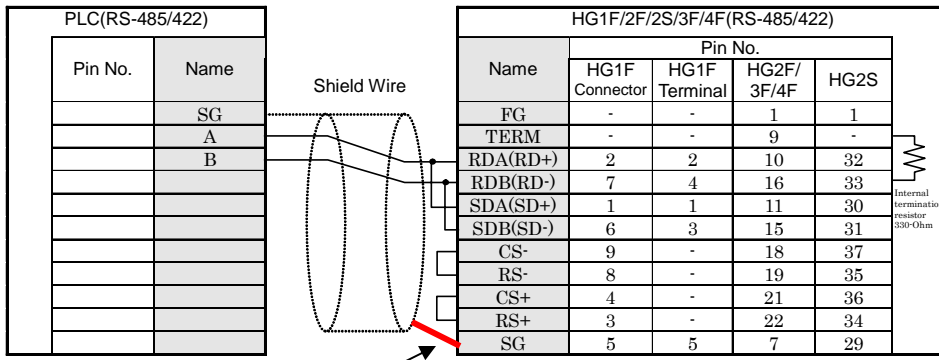 PLC(RS-485/422)
Pin No. Name
SG
A
B
Shield Wire
HG1F/2F/2S/3F/4F(RS-485/422)
Name Pin No.
HG1F Connector HG1F Terminal HG2F/ 3F/4F HG2S
FG - - 1 1
TERM - - 9 -
RDA(RD+) 2 2 10 32
RDB(RD-) 7 4 16 33
SDA(SD+) 1 1 11 30
SDB(SD-) 6 3 15 31
CS- 9 - 18 37
RS- 8 - 19 35
CS+ 4 - 21 36
RS+ 3 - 22 34
SG 5 5 7 29
Internal
terminatio
resistor
330-Ohm